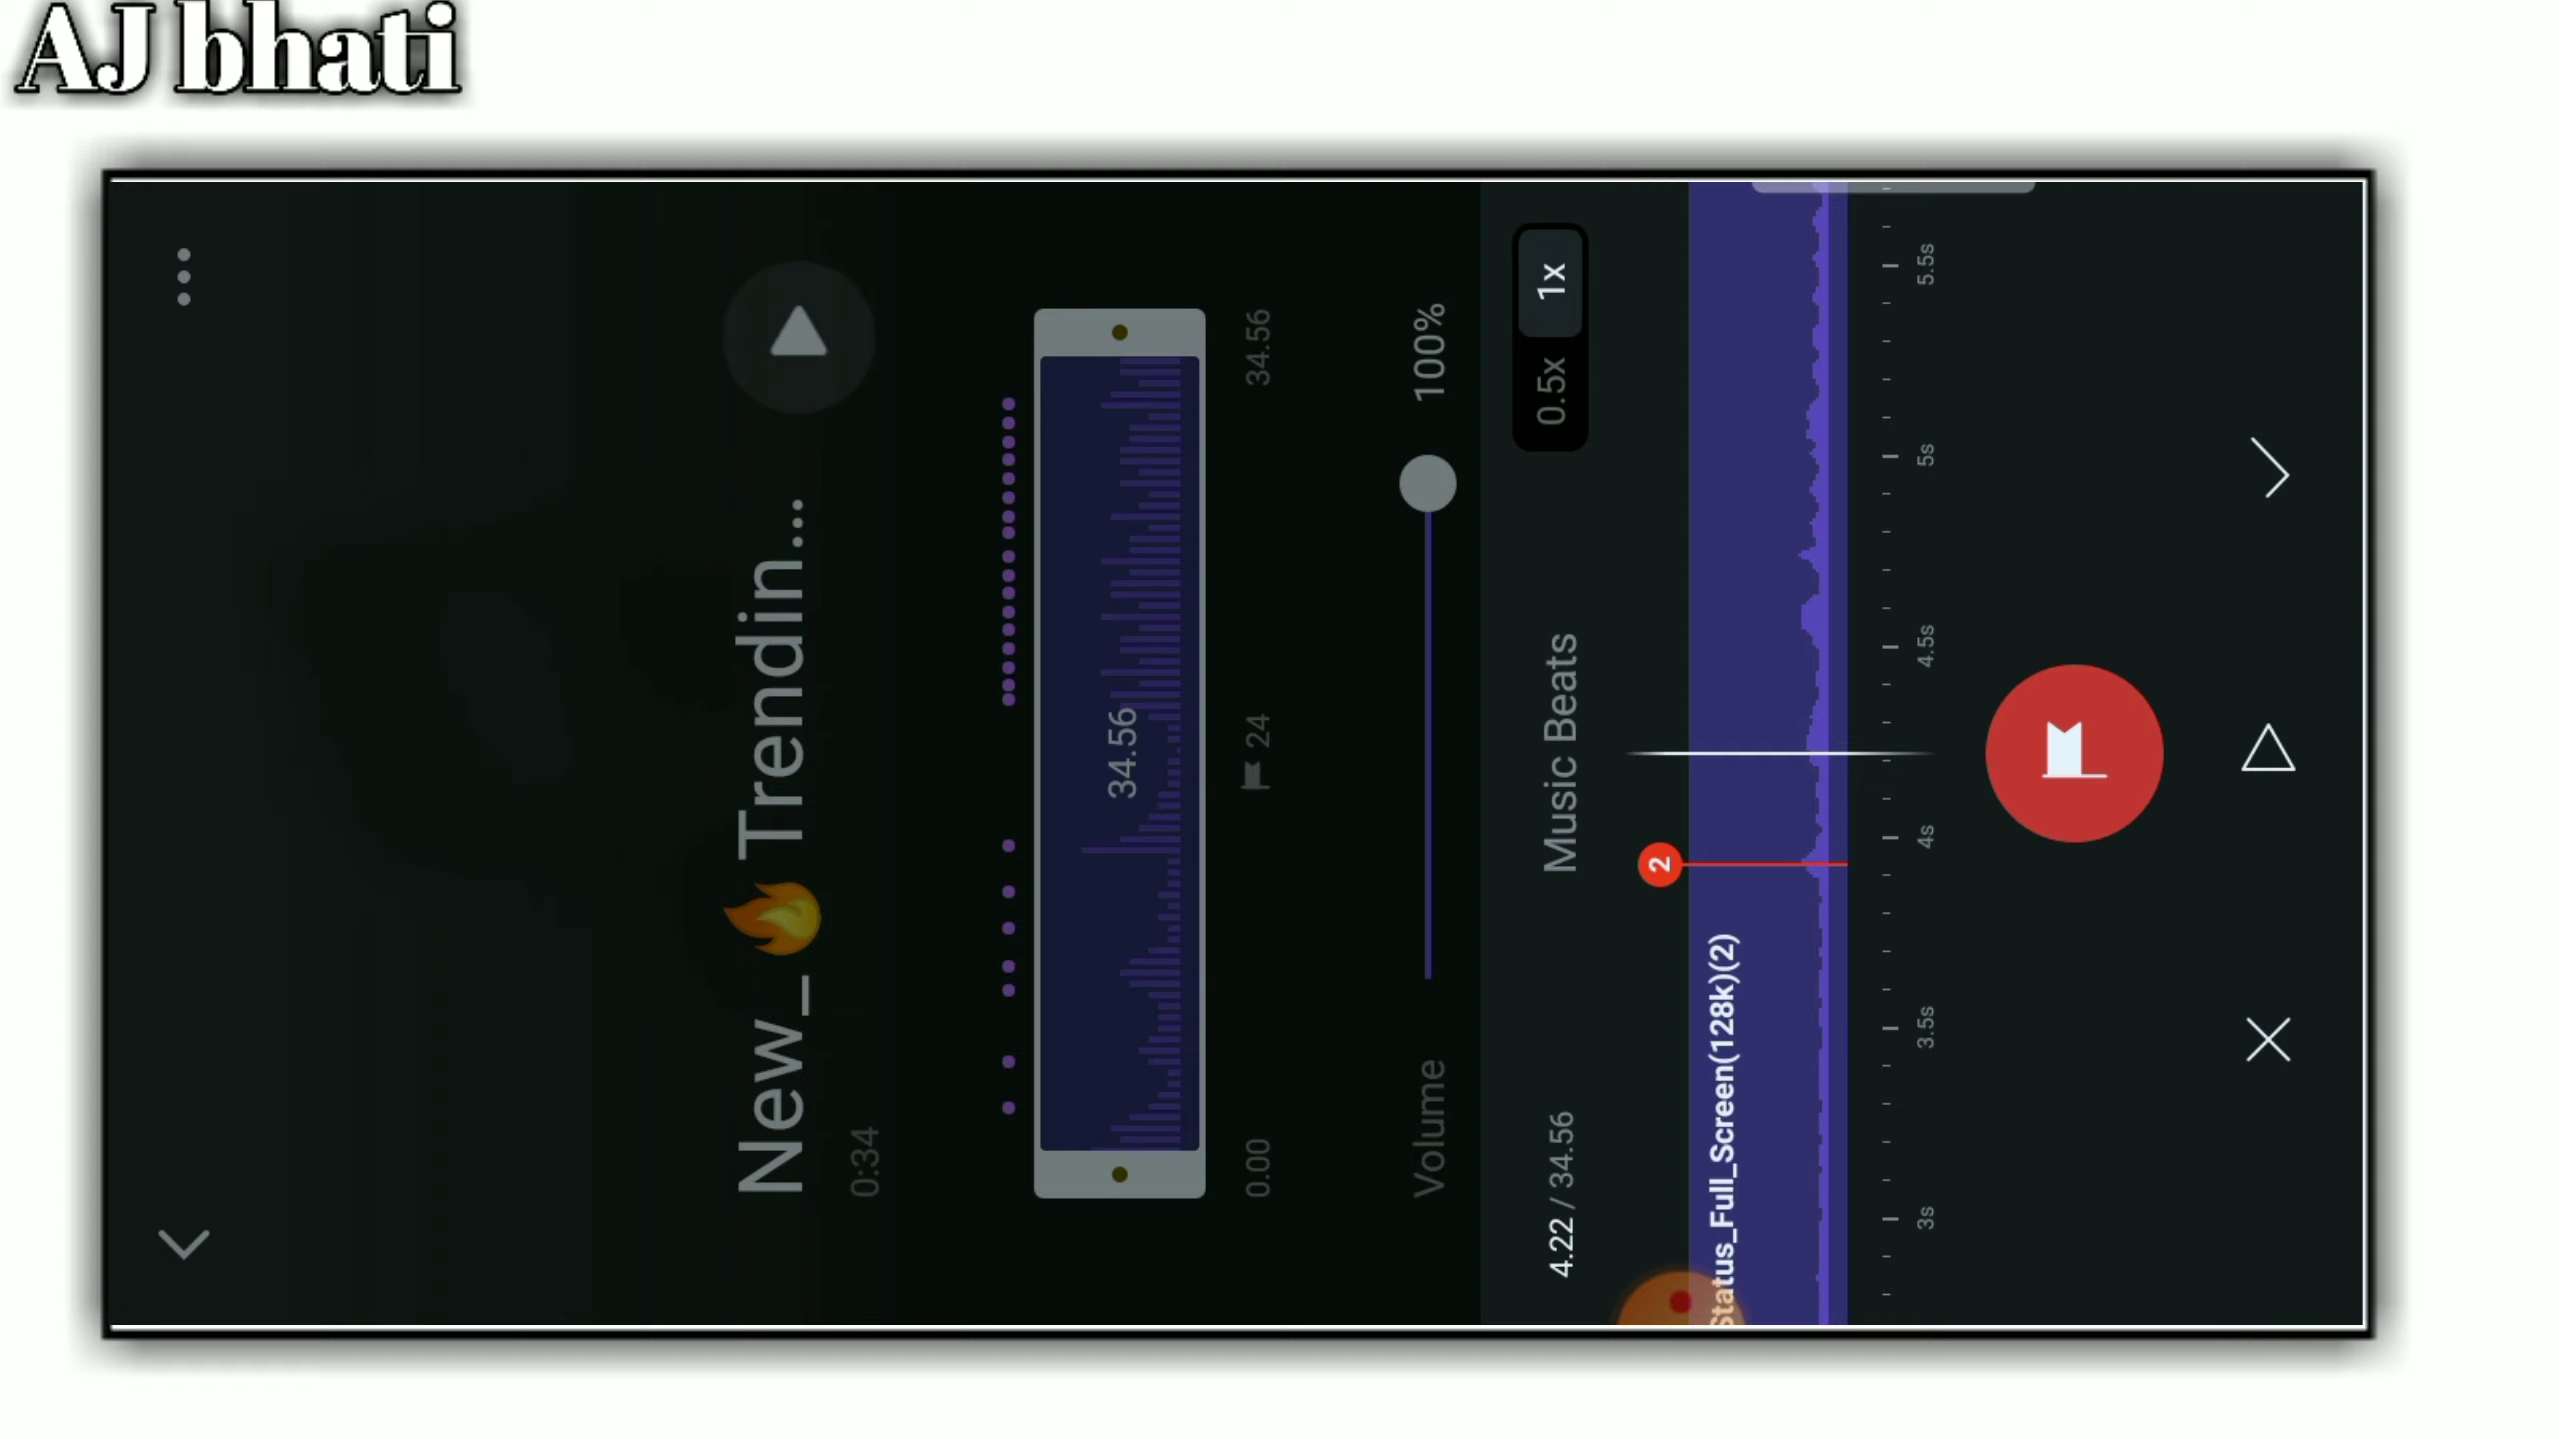 AJ bhati
New_🔥 Trendin...
0:34
34.56
0.00
24
34.56
Volume
100%
4.22 / 34.56
Music Beats
0.5x
1x
2
Status_Full_Screen(128k)(2)
3s
3.5s
4s
4.5s
5s
5.5s